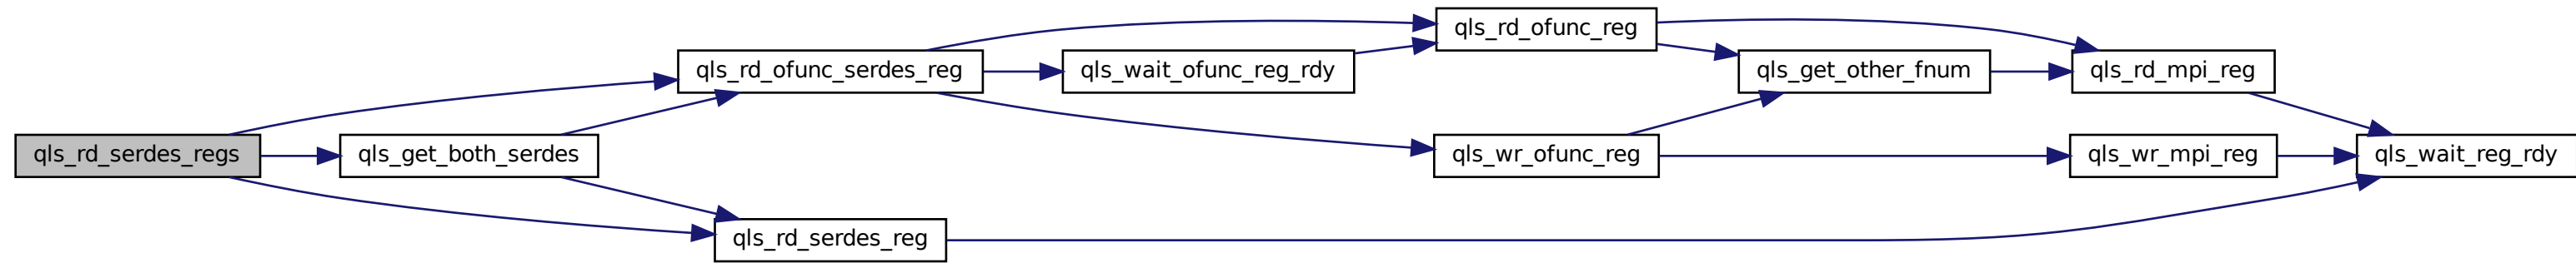 qls_rd_serdes_regs
qls_get_both_serdes
qls_rd_ofunc_serdes_reg
qls_rd_serdes_reg
qls_wait_ofunc_reg_rdy
qls_rd_ofunc_reg
qls_wr_ofunc_reg
qls_get_other_fnum
qls_rd_mpi_reg
qls_wr_mpi_reg
qls_wait_reg_rdy